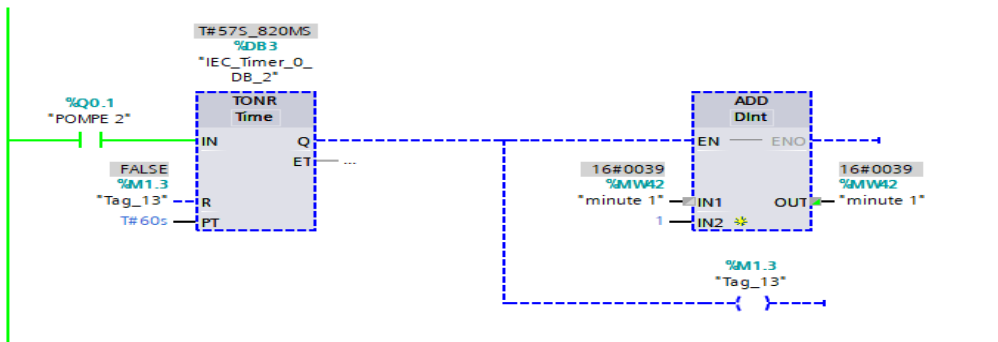 T#57S_820MS
%DB3
"IEC_Timer_0_
DB_2"
%Q0.1
"POMPE 2"
TONR
Time
IN
Q
ET
...
FALSE
%M1.3
"Tag_13"
R
T#60s
PT
ADD
DInt
EN
ENO
16#0039
%MW42
"minute 1"
IN1
1
IN2
OUT
16#0039
%MW42
"minute 1"
%M1.3
"Tag_13"